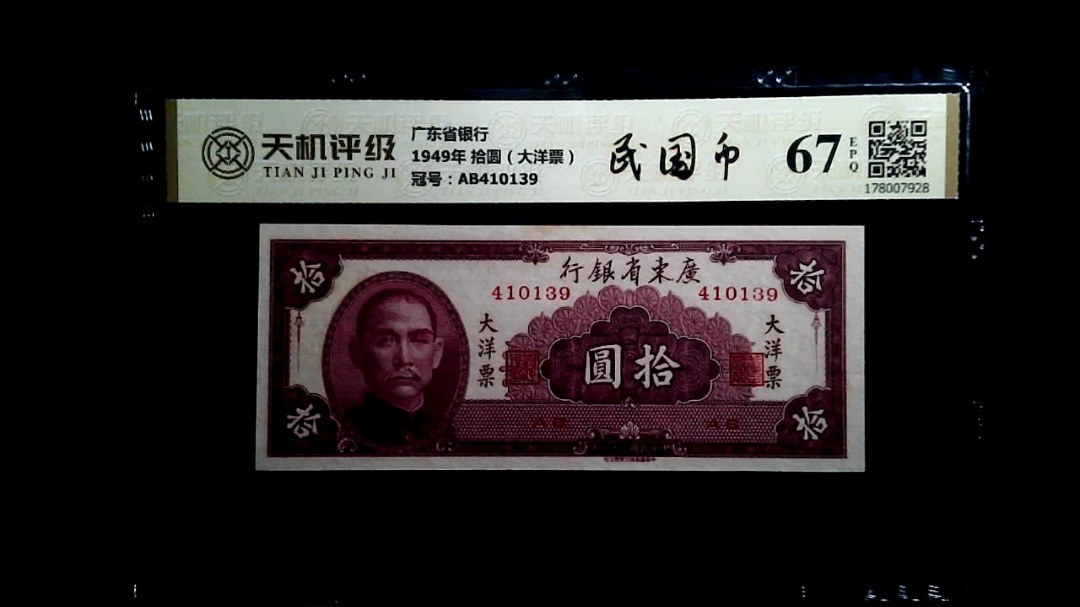 天机评级
TIAN JI PING JI
广东省银行
1949年 拾圆（大洋票）
冠号：AB410139
民国币
67
EPQ
178007928
行銀省東廣
410139 410139
拾 拾
大洋票 大洋票
圓拾
AB AB
拾 拾